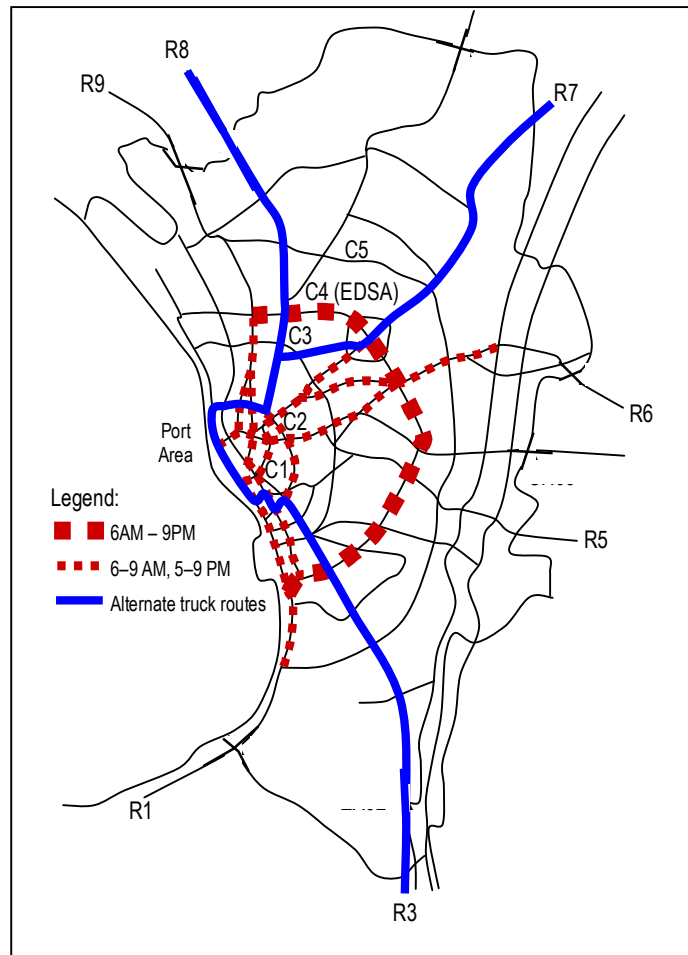 R8
R9
R7
C5
C4 (EDSA)
C3
R6
C2
Port
Area
C1
Legend:
6AM – 9PM
R5
6–9 AM, 5–9 PM
Alternate truck routes
R1
R3